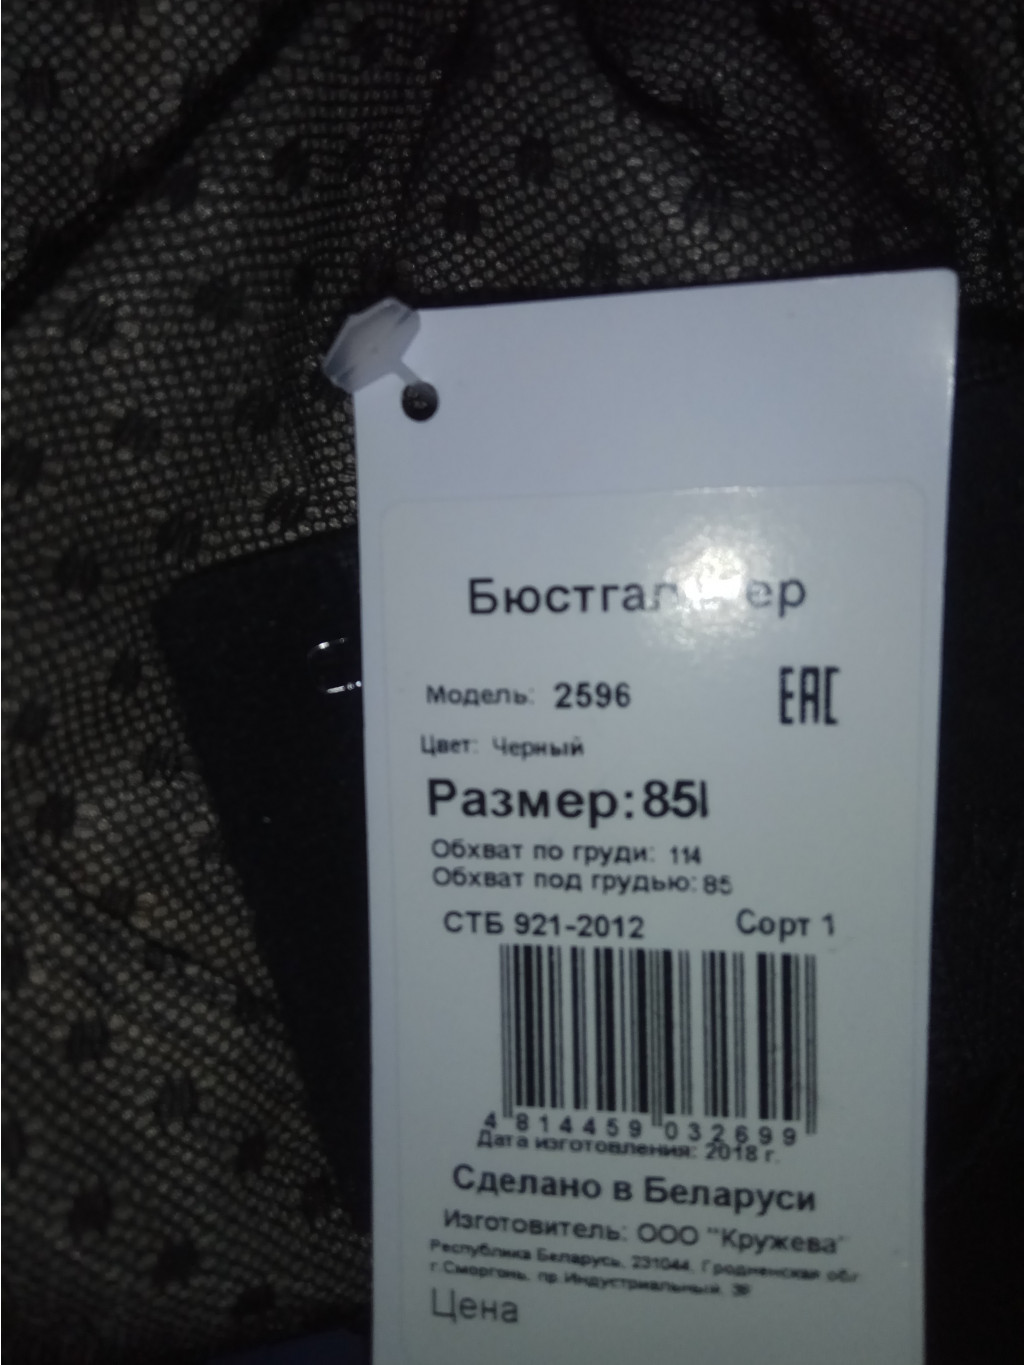 Модель: 2596
EAC
Цвет: Черный
Размер:85I
Обхват по груди: 114
Обхват под грудью: 85
СТБ 921-2012 Сорт 1
4 814459 032699
Дата изготовления: 2018 г.
Сделано в Беларуси
Изготовитель: ООО "Кружева"
Республика Беларусь, 231044, Гродненская обл
г.Сморгонь, пр.Индустриальный,
Цена